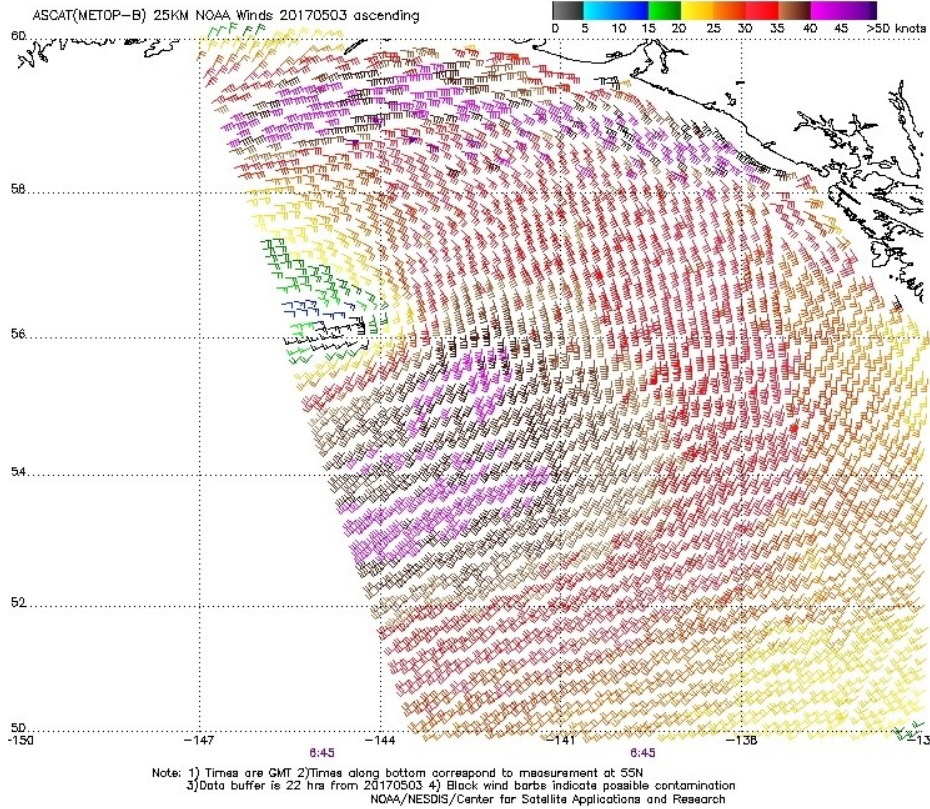 ASCAT(METOP-B) 25KM NOAA Winds 20170503 ascending
0 5 10 15 20 25 30 35 40 45 >50 knots
60
58
56
54
52
50
-150 -147 -144 -141 -138 -13
6:45 6:45
Note: 1) Times are GMT 2)Times along bottom correspond to measurement at 55N
3)Data buffer is 22 hrs from 20170503 4) Black wind barbs indicate possible contamination
NOAA/NESDIS/Center for Satellite Applications and Research